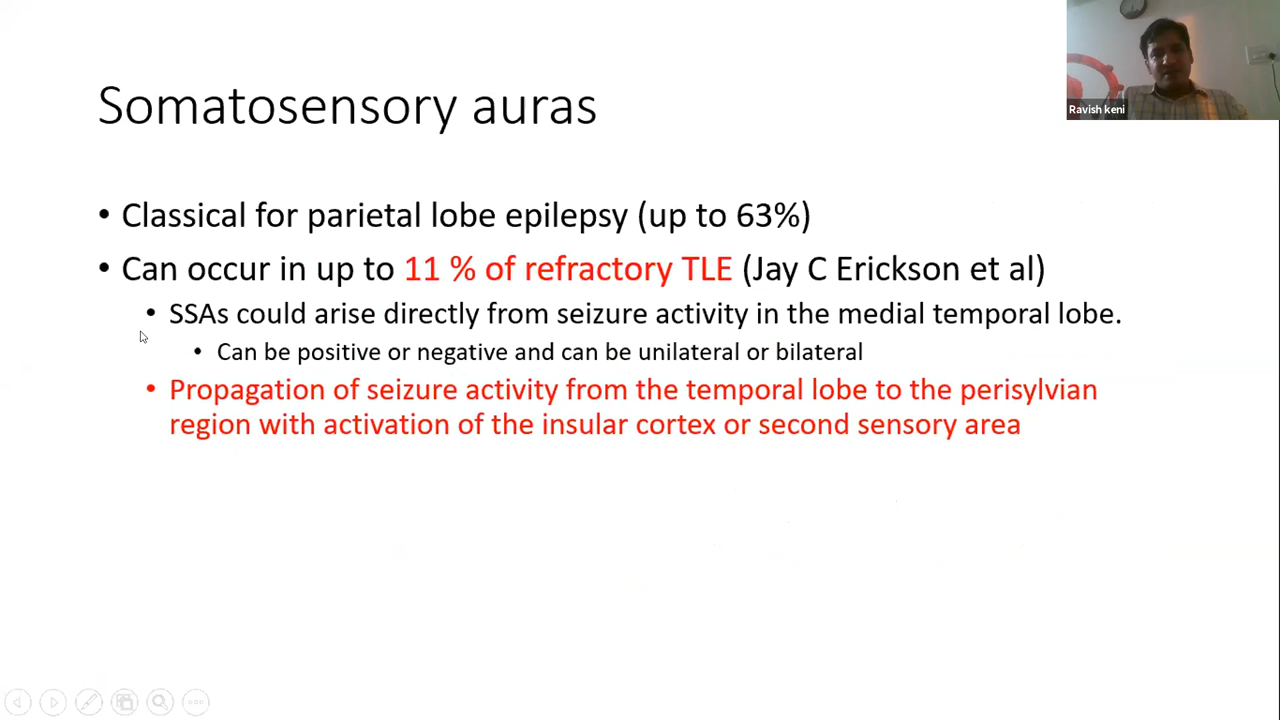 Somatosensory auras
Ravish keni
• Classical for parietal lobe epilepsy (up to 63%)
• Can occur in up to 11 % of refractory TLE (Jay C Erickson et al)
• SSAs could arise directly from seizure activity in the medial temporal lobe.
• Can be positive or negative and can be unilateral or bilateral
• Propagation of seizure activity from the temporal lobe to the perisylvian
region with activation of the insular cortex or second sensory area